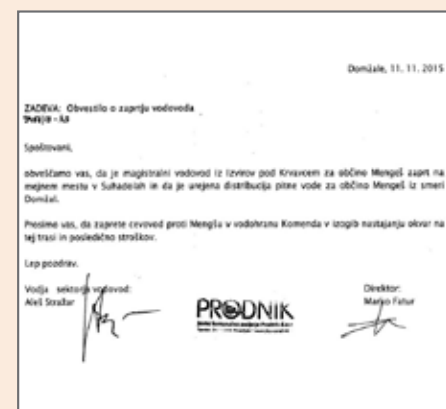 Domžale, 11. 11. 2015
ZADEVA: Obvestilo o zaprtju vodovoda
Spoštovani,
obveščamo vas, da je magistralni vodovod iz izvirov pod Krvavcem za občino Mengeš zaprt na
mejnem mestu v Suhadolah in da je urejena distribucija pitne vode za občino Mengeš iz smeri
Domžal.
Prosimo vas, da zaprete cevovod proti Mengšu v vodohranu Komenda v izogib nastajanju okvar na
tej trasi in posledično stroškov.
Lep pozdrav.
Vodja sektorja vodovod:
Aleš Stražar
PRODNIK
Direktor:
Marko Fatur